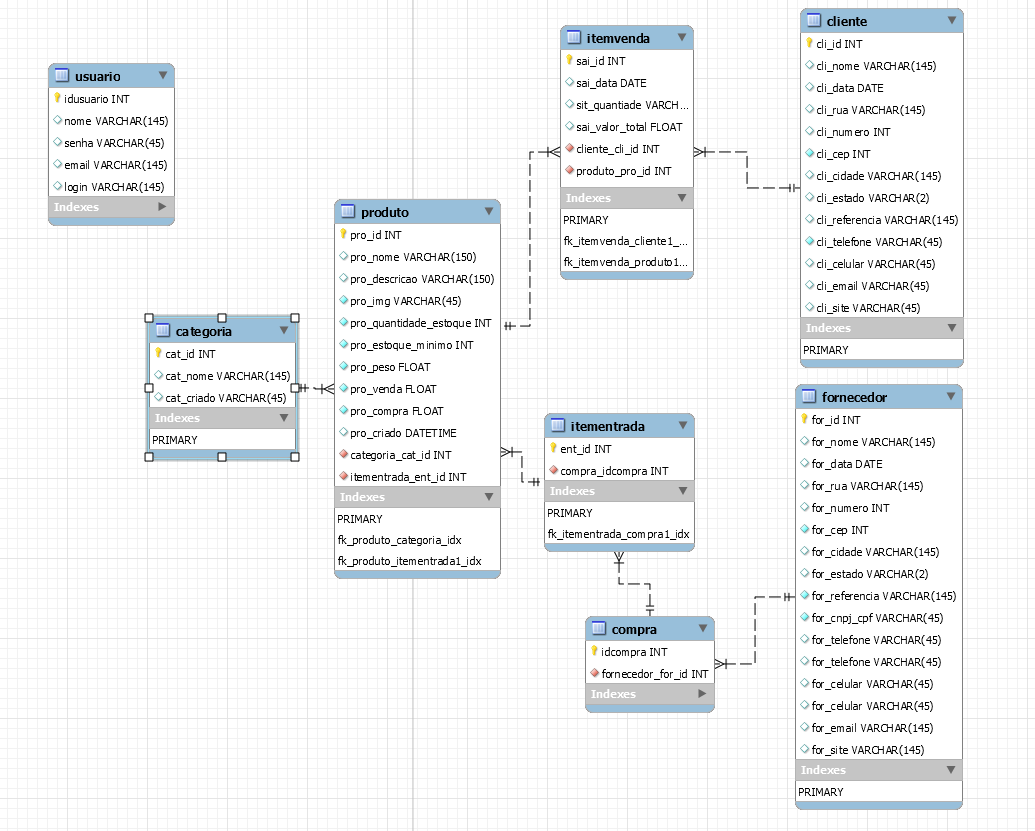 usuario
idusuario INT
nome VARCHAR(145)
senha VARCHAR(45)
email VARCHAR(145)
login VARCHAR(145)
Indexes
categoria
cat_id INT
cat_nome VARCHAR(145)
cat_criado VARCHAR(45)
Indexes
PRIMARY
produto
pro_id INT
pro_nome VARCHAR(150)
pro_descricao VARCHAR(150)
pro_img VARCHAR(45)
pro_quantidade_estoque INT
pro_estoque_minimo INT
pro_peso FLOAT
pro_venda FLOAT
pro_compra FLOAT
pro_criado DATETIME
categoria_cat_id INT
itementrada_ent_id INT
Indexes
PRIMARY
fk_produto_categoria_idx
fk_produto_itementrada1_idx
itemvenda
sai_id INT
sai_data DATE
sit_quantiade VARCH...
sai_valor_total FLOAT
cliente_cli_id INT
produto_pro_id INT
Indexes
PRIMARY
fk_itemvenda_cliente1_...
fk_itemvenda_produto1...
itementrada
ent_id INT
compra_idcompra INT
Indexes
PRIMARY
fk_itementrada_compra1_idx
compra
idcompra INT
fornecedor_for_id INT
Indexes
cliente
cli_id INT
cli_nome VARCHAR(145)
cli_data DATE
cli_rua VARCHAR(145)
cli_numero INT
cli_cep INT
cli_cidade VARCHAR(145)
cli_estado VARCHAR(2)
cli_referencia VARCHAR(145)
cli_telefone VARCHAR(45)
cli_celular VARCHAR(45)
cli_email VARCHAR(45)
cli_site VARCHAR(45)
Indexes
PRIMARY
fornecedor
for_id INT
for_nome VARCHAR(145)
for_data DATE
for_rua VARCHAR(145)
for_numero INT
for_cep INT
for_cidade VARCHAR(145)
for_estado VARCHAR(2)
for_referencia VARCHAR(145)
for_cnpj_cpf VARCHAR(45)
for_telefone VARCHAR(45)
for_telefone VARCHAR(45)
for_celular VARCHAR(45)
for_celular VARCHAR(45)
for_email VARCHAR(145)
for_site VARCHAR(145)
Indexes
PRIMARY